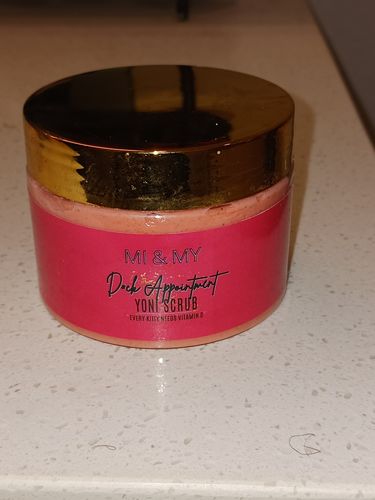 MI & MY
Dock Appointment
YONI SCRUB
EVERY KITTY NEEDS VITAMIN D